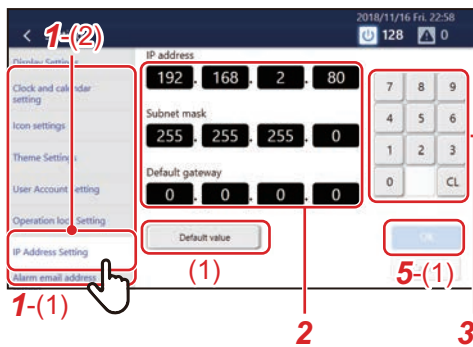 2018/11/16 Fri. 22:58
< 1-(2)
128 0
Display Settings
IP address
192 . 168 . 2 . 80
Clock and calendar
setting
Subnet mask
255 . 255 . 255 . 0
Icon settings
Theme Setting
Default gateway
0 . 0 . 0 . 0
User Account Setting
Operation lock Setting
IP Address Setting
Alarm email address
Default value
7 8 9
4 5 6
1 2 3
0 CL
OK
(1)
5-(1)
1-(1)
2
3